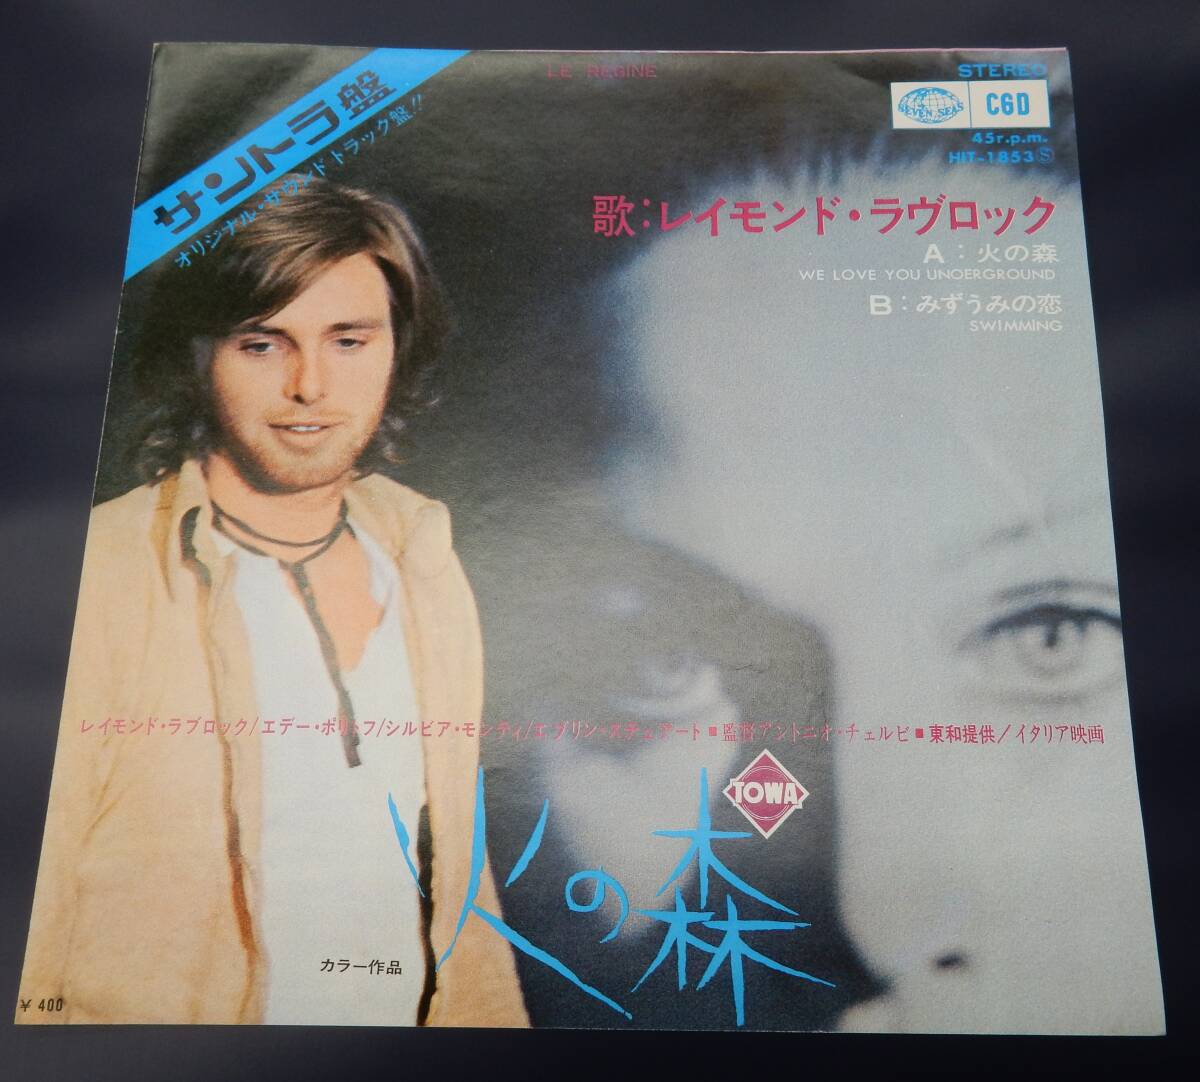 サントラ盤
オリジナル・サウンドトラック盤!!
LE REGINE
STEREO
SEVEN SEAS
CGD
45r.p.m.
HIT-1853Ⓢ
歌:レイモンド・ラヴロック
A:火の森
WE LOVE YOU UNOERGROUND
B:みずうみの恋
SWIMMING
レイモンド・ラブロック/エデー・ポリトフ/シルビア・モンティ/エブリン・ステュアート■監督アントニオ・チェルビ■東和提供/イタリア映画
TOWA
火の森
カラー作品
¥400